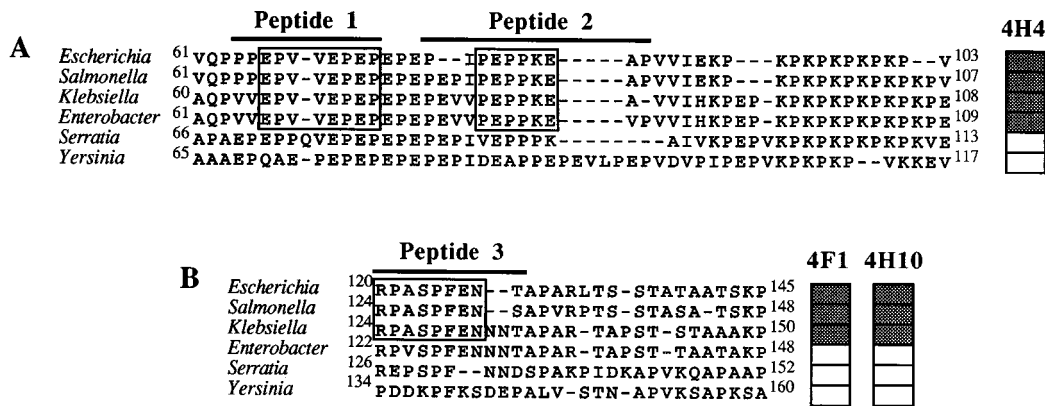 Peptide 1 Peptide 2
A 4H4
Escherichia 61 VQPPPEPV-VEPEPEPEP--IPEPPKE-----APVVIEKP---KPKPKPKPKP--V 103
Salmonella 61 VQPPPEPV-VEPEPEPEPEPIPEPPKE-----APVVIEKP---KPKPKPKPKPKPV 107
Klebsiella 60 AQPVVEPV-VEPEPEPEPEVVPEPPKE-----A-VVIHKPEP-KPKPKPKPKPKPE 108
Enterobacter 61 AQPVVEPV-VEPEPEPEPEVVPEPPKE-----VPVVIHKPEP-KPKPKPKPKPKPE 109
Serratia 66 APAEPEPPQVEPEPEPEPEPIVEPPPK-------AIVKPEPVKPKPKPKPKPKVE 113
Yersinia 65 AAAEPQAE-PEPEPEPEPEPIDEAPPEPEVLPEPVDVPIPEPKPKPKP--VKKEV 117
Peptide 3
B 4F1 4H10
Escherichia 120 RPASPFEN--TAPARLTS-STATAATSKP 145
Salmonella 124 RPASPFEN--SAPVRPTS-STASA-TSKP 148
Klebsiella 124 RPASPFENNNTAPAR-TAPST-STAAAKP 150
Enterobacter 122 RPVSPFENNNTAPAR-TAPST-TAATAKP 148
Serratia 126 REPSPF--NNDSPAKPIDKAPVKQAPAAP 152
Yersinia 134 PDDKPFKSDEPALV-STNA-APVKSAPKSA 160